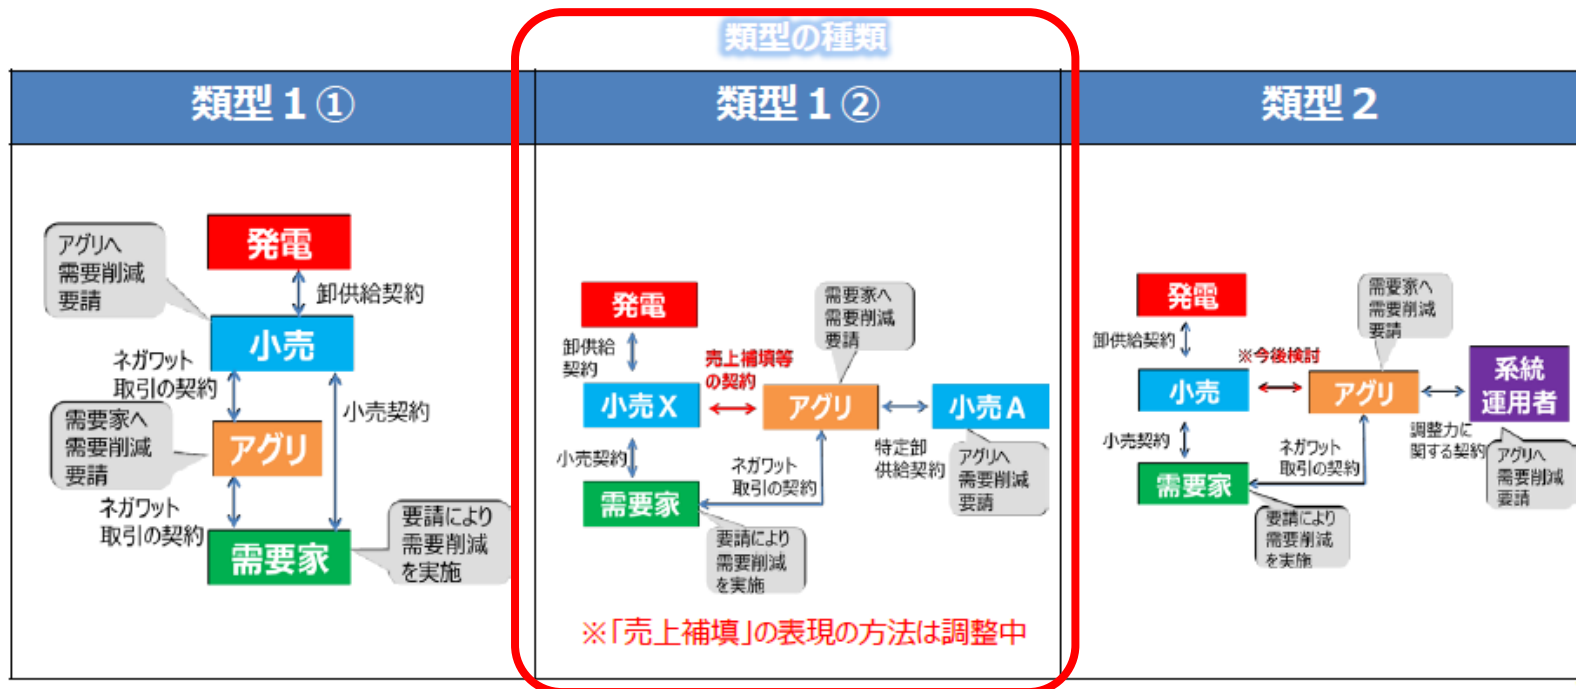 類型の種類
類型1①
類型1②
類型2
アグリへ
需要削減
要請
発電
卸供給契約
小売
ネガワット
取引の契約
小売契約
需要家へ
需要削減
要請
アグリ
ネガワット
取引の契約
需要家
要請により
需要削減
を実施
発電
需要家へ
需要削減
要請
卸供給
契約
売上補填等
の契約
小売X
アグリ
小売A
小売契約
ネガワット
取引の契約
特定卸
供給契約
アグリへ
需要削減
要請
需要家
要請により
需要削減
を実施
※「売上補填」の表現の方法は調整中
発電
需要家へ
需要削減
要請
卸供給契約
※今後検討
小売
アグリ
系統
運用者
小売契約
ネガワット
取引の契約
調整力に
関する契約
アグリへ
需要削減
要請
需要家
要請により
需要削減
を実施